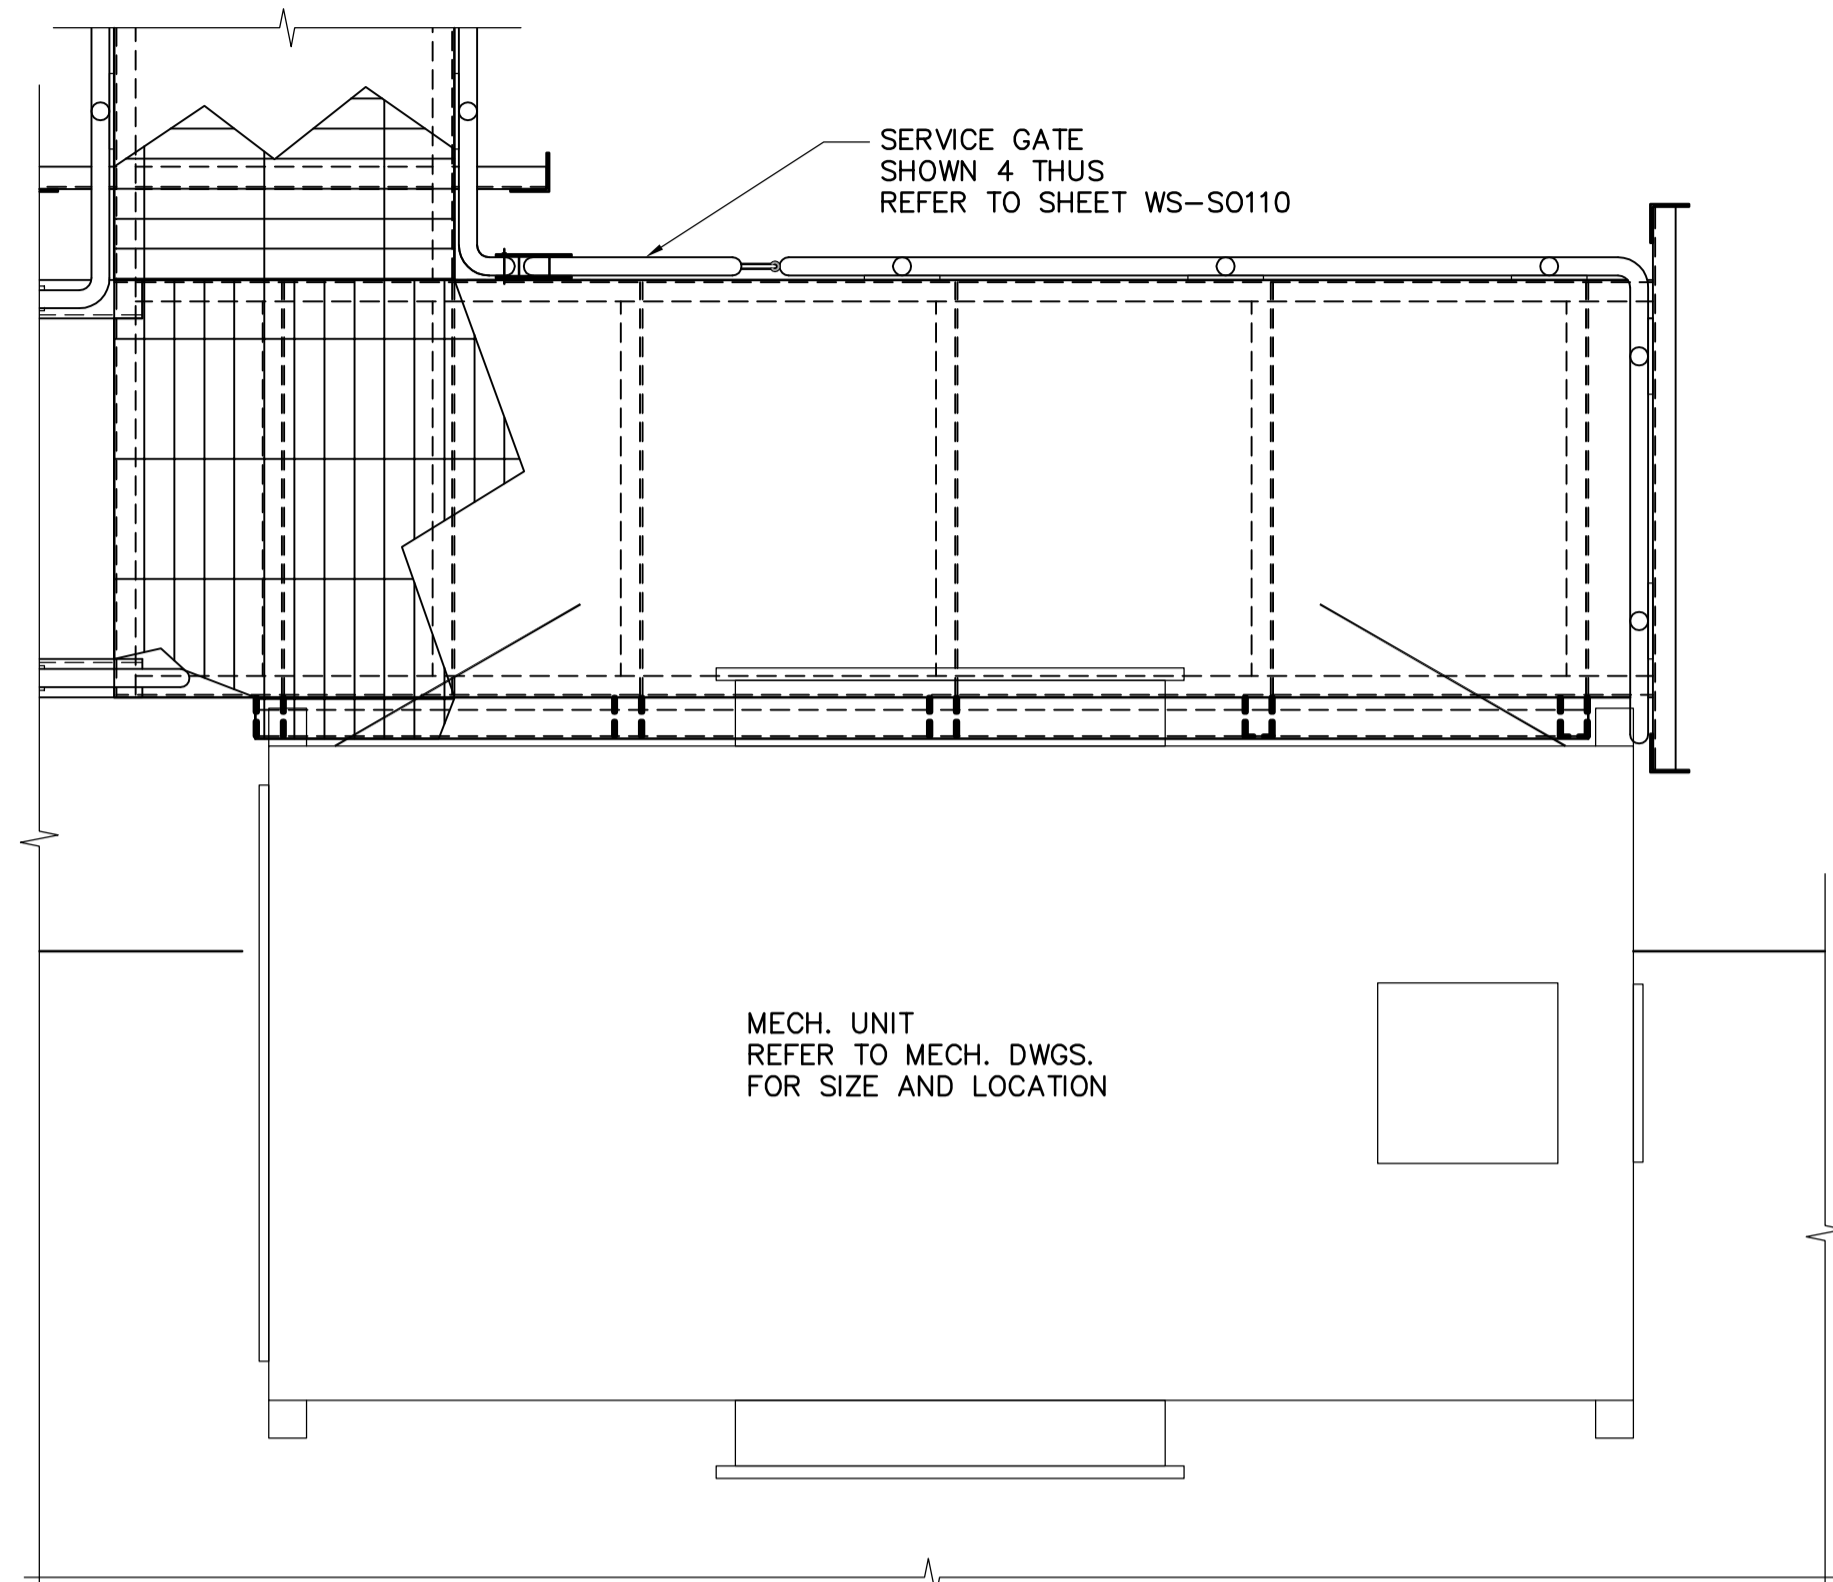 SERVICE GATE
SHOWN 4 THUS
REFER TO SHEET WS-SO110
MECH. UNIT
REFER TO MECH. DWGS.
FOR SIZE AND LOCATION